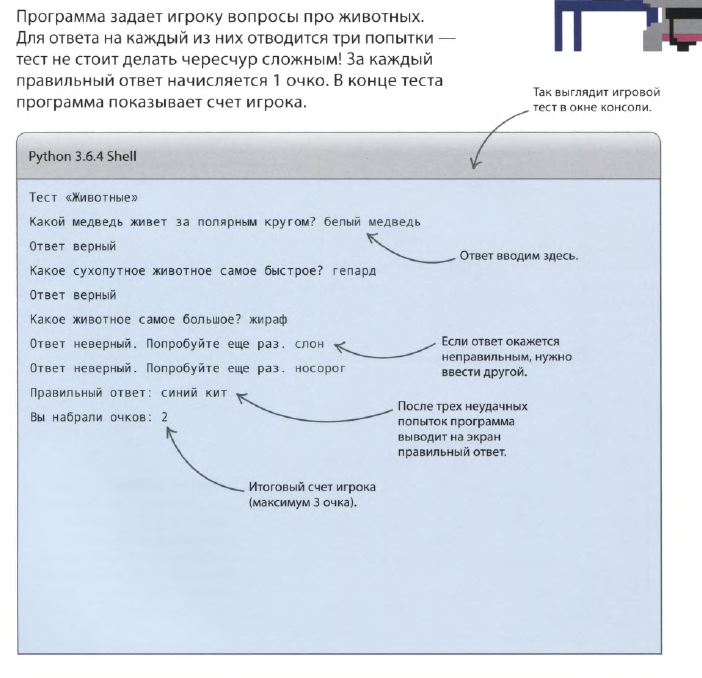 Программа задает игроку вопросы про животных.
Для ответа на каждый из них отводится три попытки —
тест не стоит делать чересчур сложным! За каждый
правильный ответ начисляется 1 очко. В конце теста
программа показывает счет игрока.
Так выглядит игровой
тест в окне консоли.
Python 3.6.4 Shell
Тест «Животные»
Какой медведь живет за полярным кругом? белый медведь
Ответ верный
Ответ вводим здесь.
Какое сухопутное животное самое быстрое? гепард
Ответ верный
Какое животное самое большое? жираф
Ответ неверный. Попробуйте еще раз. слон
Ответ неверный. Попробуйте еще раз. носорог
Если ответ окажется
неправильным, нужно
ввести другой.
Правильный ответ: синий кит
Вы набрали очков: 2
После трех неудачных
попыток программа
выводит на экран
правильный ответ.
Итоговый счет игрока
(максимум 3 очка).